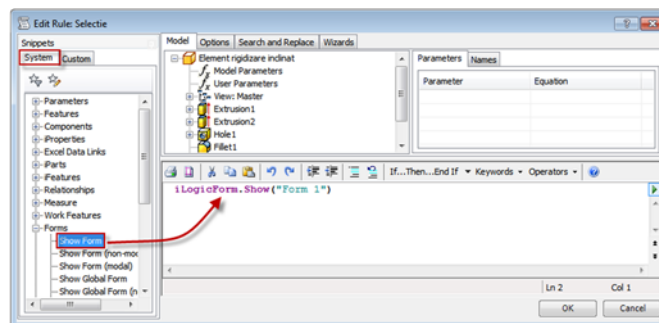 Edit Rule: Selectie
Snippets
System Custom
Parameters
Features
Components
iProperties
Excel Data Links
iParts
iFeatures
Relationships
Measure
Work Features
Forms
Show Form
Show Form (non-mod
Show Form (modal)
Show Global Form
Show Global Form (n
Model Options Search and Replace Wizards
Element rigidizare inclinat
Model Parameters
User Parameters
View: Master
Extrusion1
Extrusion2
Hole1
Fillet1
Parameters Names
Parameter Equation
If...Then...End If Keywords Operators
iLogicForm.Show("Form 1")
Ln 2 Col 1
OK Cancel